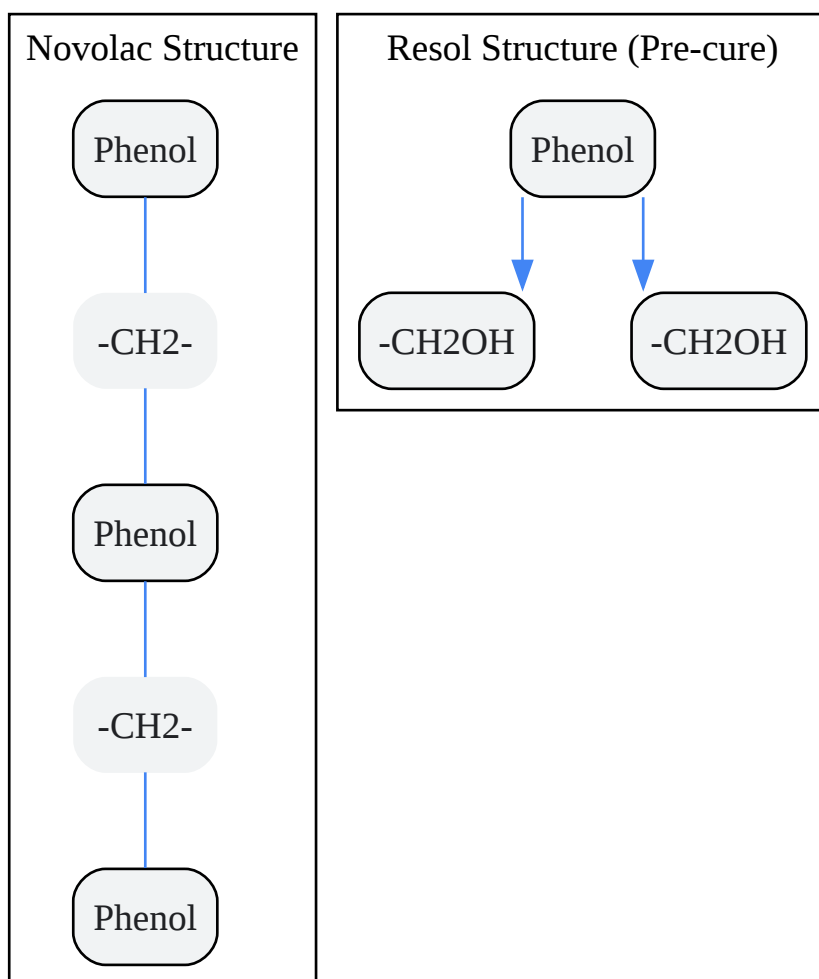 Novolac Structure
Phenol
-CH2-
Phenol
-CH2-
Phenol
Resol Structure (Pre-cure)
Phenol
-CH2OH
-CH2OH